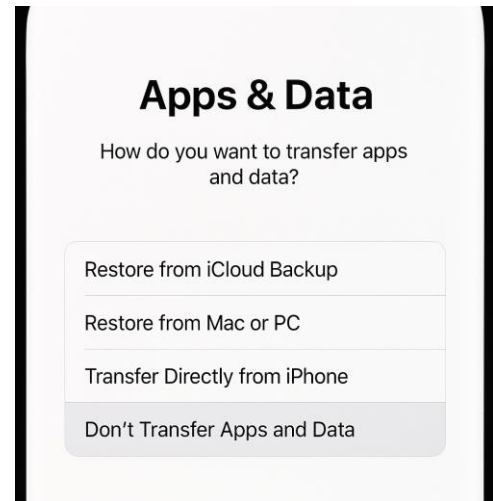 Apps & Data
How do you want to transfer apps
and data?
Restore from iCloud Backup
Restore from Mac or PC
Transfer Directly from iPhone
Don’t Transfer Apps and Data